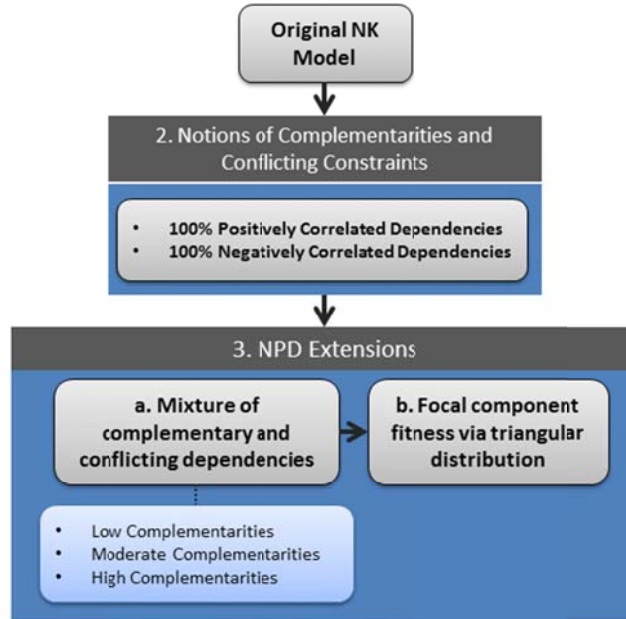 Original NK
Model
2. Notions of Complementarities and
Conflicting Constraints
• 100% Positively Correlated Dependencies
• 100% Negatively Correlated Dependencies
3. NPD Extensions
a. Mixture of
complementary and
conflicting dependencies
b. Focal component
fitness via triangular
distribution
• Low Complementarities
• Moderate Complementarities
• High Complementarities